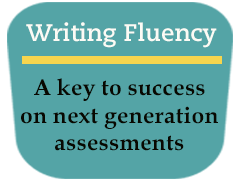 Writing Fluency
A key to success
on next generation
assessments